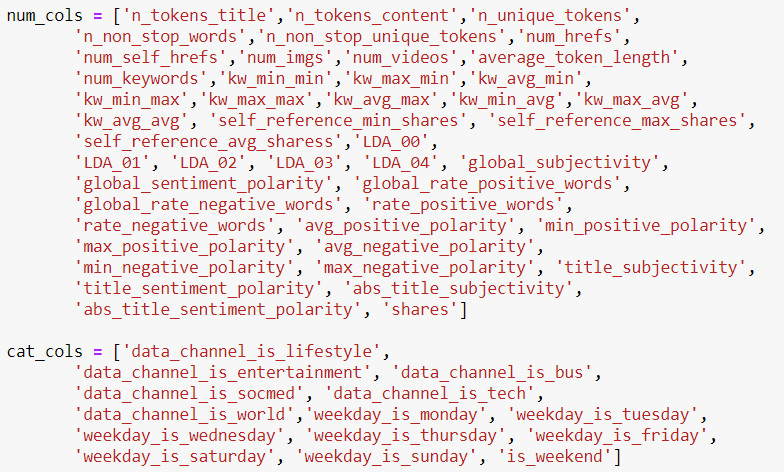 num_cols = ['n_tokens_title','n_tokens_content','n_unique_tokens',
'n_non_stop_words','n_non_stop_unique_tokens','num_hrefs',
'num_self_hrefs','num_imgs','num_videos','average_token_length',
'num_keywords','kw_min_min','kw_max_min','kw_avg_min',
'kw_min_max','kw_max_max','kw_avg_max','kw_min_avg','kw_max_avg',
'kw_avg_avg', 'self_reference_min_shares', 'self_reference_max_shares',
'self_reference_avg_sharess','LDA_00',
'LDA_01', 'LDA_02', 'LDA_03', 'LDA_04', 'global_subjectivity',
'global_sentiment_polarity', 'global_rate_positive_words',
'global_rate_negative_words', 'rate_positive_words',
'rate_negative_words', 'avg_positive_polarity', 'min_positive_polarity',
'max_positive_polarity', 'avg_negative_polarity',
'min_negative_polarity', 'max_negative_polarity', 'title_subjectivity',
'title_sentiment_polarity', 'abs_title_subjectivity',
'abs_title_sentiment_polarity', 'shares']
cat_cols = ['data_channel_is_lifestyle',
'data_channel_is_entertainment', 'data_channel_is_bus',
'data_channel_is_socmed', 'data_channel_is_tech',
'data_channel_is_world','weekday_is_monday', 'weekday_is_tuesday',
'weekday_is_wednesday', 'weekday_is_thursday', 'weekday_is_friday',
'weekday_is_saturday', 'weekday_is_sunday', 'is_weekend']